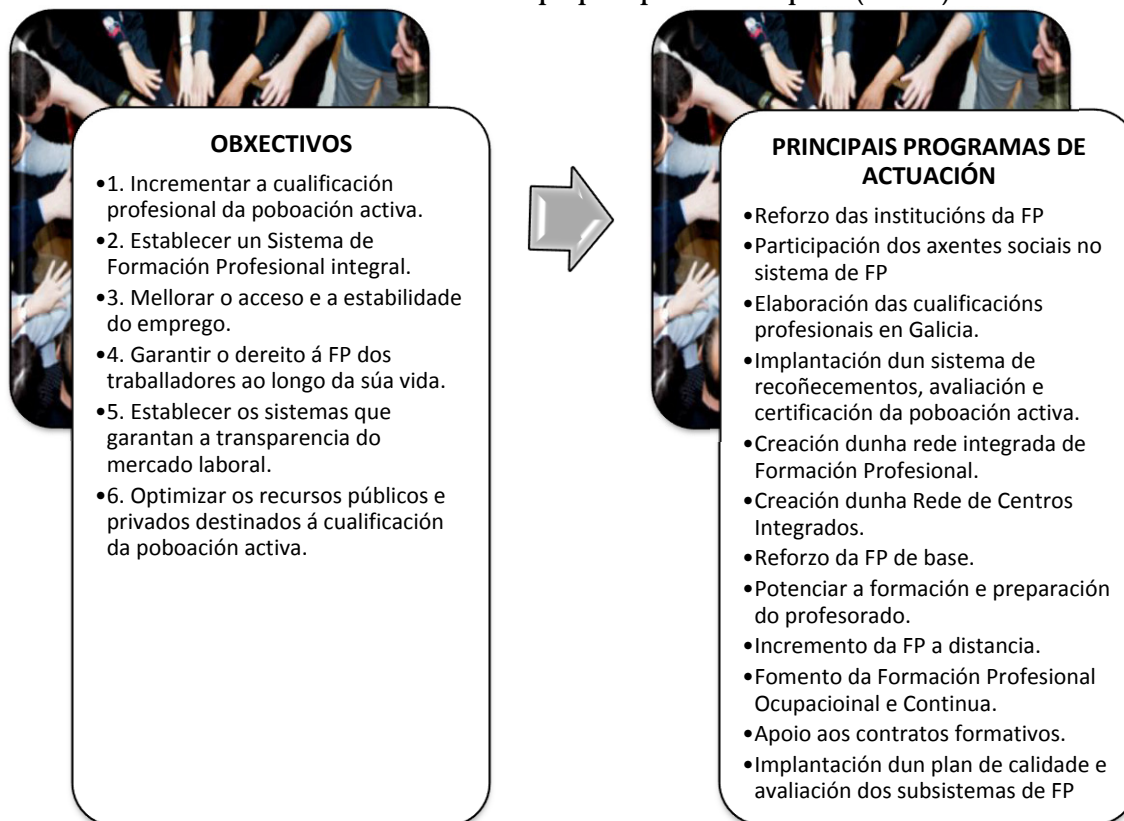 OBXECTIVOS
•1. Incrementar a cualificación
profesional da poboación activa.
•2. Establecer un Sistema de
Formación Profesional integral.
•3. Mellorar o acceso e a estabilidade
do emprego.
•4. Garantir o dereito á FP dos
traballadores ao longo da súa vida.
•5. Establecer os sistemas que
garantan a transparencia do
mercado laboral.
•6. Optimizar os recursos públicos e
privados destinados á cualificación
da poboación activa.
PRINCIPAIS PROGRAMAS DE
ACTUACIÓN
•Reforzo das institucións da FP
•Participación dos axentes sociais no
sistema de FP
•Elaboración das cualificacións
profesionais en Galicia.
•Implantación dun sistema de
recoñecementos, avaliación e
certificación da poboación activa.
•Creación dunha rede integrada de
Formación Profesional.
•Creación dunha Rede de Centros
Integrados.
•Reforzo da FP de base.
•Potenciar a formación e preparación
do profesorado.
•Incremento da FP a distancia.
•Fomento da Formación Profesional
Ocupacioinal e Continua.
•Apoio aos contratos formativos.
•Implantación dun plan de calidade e
avaliación dos subsistemas de FP